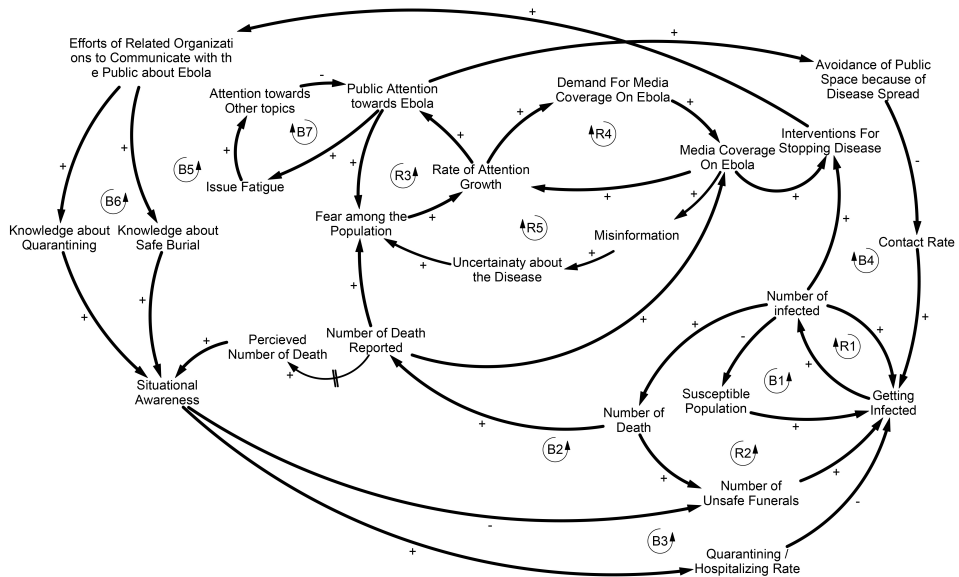 Efforts of Related Organizati
ons to Communicate with th
e Public about Ebola
Attention towards
Other topics
Public Attention
towards Ebola
Demand For Media
Coverage On Ebola
Avoidance of Public
Space because of
Disease Spread
Interventions For
Stopping Disease
Media Coverage
On Ebola
Rate of Attention
Growth
Issue Fatigue
Fear among the
Population
Misinformation
Uncertainaty about
the Disease
Knowledge about
Quarantining
Knowledge about
Safe Burial
Contact Rate
Number of
infected
Percieved
Number of Death
Number of Death
Reported
Situational
Awareness
Susceptible
Population
Getting
Infected
Number of
Death
Number of
Unsafe Funerals
Quarantining /
Hospitalizing Rate
B7
R4
B5
R3
B6
R5
B4
R1
B1
B2
R2
B3